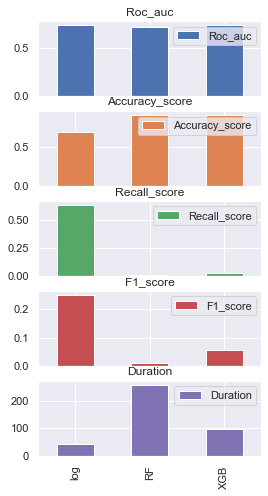 Roc_auc
Roc_auc
0.5
0.0
Accuracy_score
Accuracy_score
0.5
0.0
Recall_score
Recall_score
0.50
0.25
0.00
F1_score
F1_score
0.2
0.1
0.0
Duration
Duration
200
100
0
log
RF
XGB